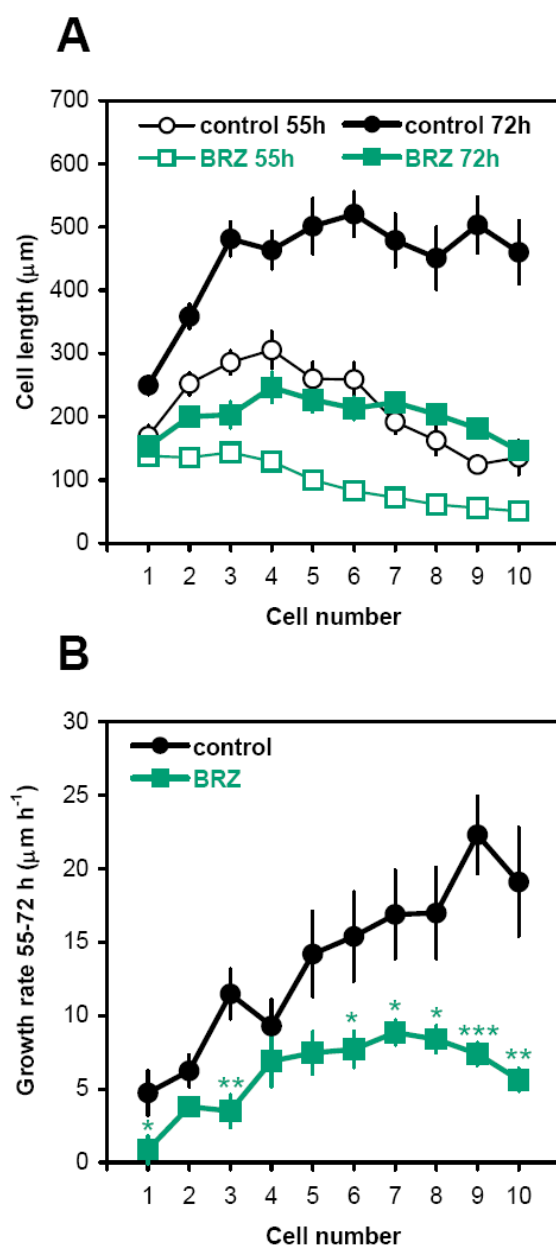 A
700
600
500
400
300
200
100
0
Cell length (μm)
control 55h control 72h
BRZ 55h BRZ 72h
1 2 3 4 5 6 7 8 9 10
Cell number
B
30
25
20
15
10
5
0
Growth rate 55-72 h (μm h⁻¹)
control
BRZ
* ** * * * *** **
1 2 3 4 5 6 7 8 9 10
Cell number